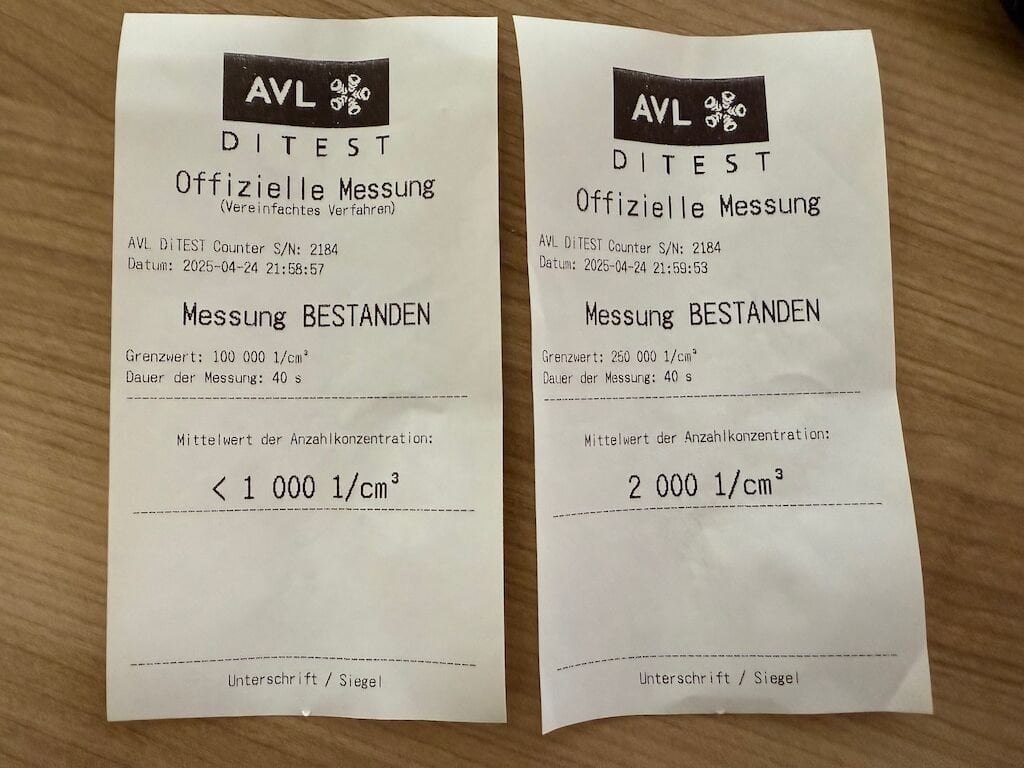 AVL
DITEST
Offizielle Messung
(Vereinfachtes Verfahren)
AVL DiTEST Counter S/N: 2184
Datum: 2025-04-24 21:58:57
Messung BESTANDEN
Grenzwert: 100 000 1/cm³
Dauer der Messung: 40 s
Mittelwert der Anzahlkonzentration:
< 1 000 1/cm³
Unterschrift / Siegel
AVL
DITEST
Offizielle Messung
AVL DiTEST Counter S/N: 2184
Datum: 2025-04-24 21:59:53
Messung BESTANDEN
Grenzwert: 250 000 1/cm³
Dauer der Messung: 40 s
Mittelwert der Anzahlkonzentration:
2 000 1/cm³
Unterschrift / Siegel